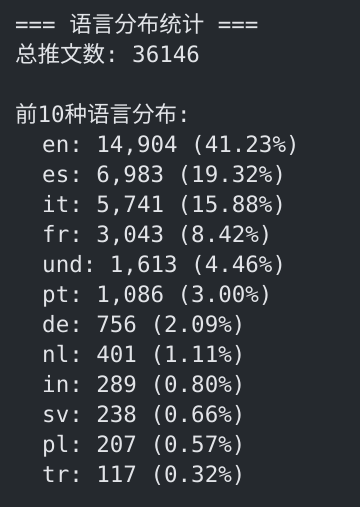 === 语言分布统计 ===
总推文数: 36146
前10种语言分布:
en: 14,904 (41.23%)
es: 6,983 (19.32%)
it: 5,741 (15.88%)
fr: 3,043 (8.42%)
und: 1,613 (4.46%)
pt: 1,086 (3.00%)
de: 756 (2.09%)
nl: 401 (1.11%)
in: 289 (0.80%)
sv: 238 (0.66%)
pl: 207 (0.57%)
tr: 117 (0.32%)